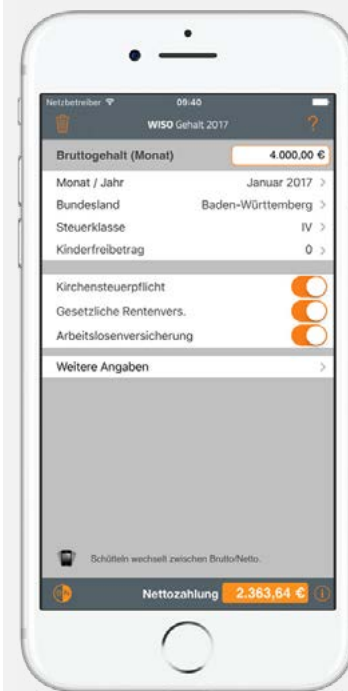 Netzbetreiber 09:40
WISO Gehalt 2017 ?
Bruttogehalt (Monat) 4.000,00 €
Monat / Jahr Januar 2017 >
Bundesland Baden-Württemberg >
Steuerklasse IV >
Kinderfreibetrag 0 >
Kirchensteuerpflicht
Gesetzliche Rentenvers.
Arbeitslosenversicherung
Weitere Angaben >
Schütteln wechselt zwischen Brutto/Netto.
Nettozahlung 2.363,64 €